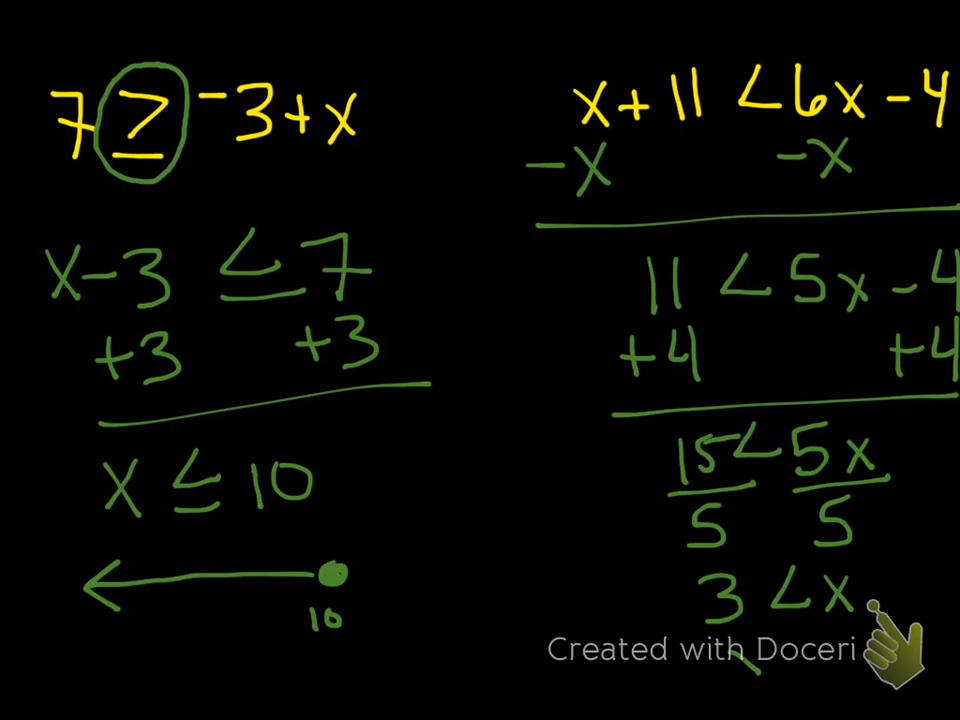 7 ≥ ⁻3+x
x-3 ≤ 7
+3 +3
x ≤ 10
10
x+11 <6x-4
-x -x
11 <5x-4
+4 +4
15<5x
5 5
3 <x
Created with Doceri